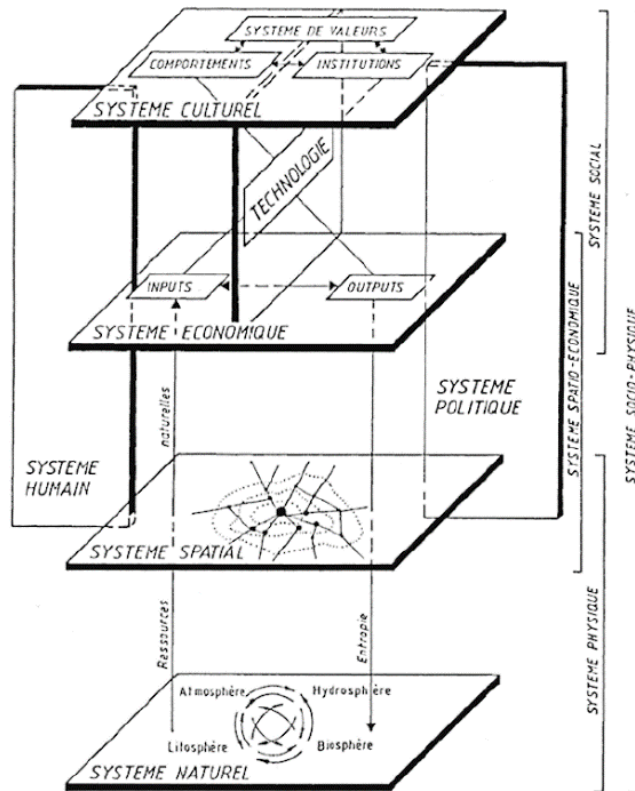 SYSTÈME DE VALEURS
COMPORTEMENTS
INSTITUTIONS
SYSTEME CULTUREL
TECHNOLOGIE
SYSTEME SOCIAL
INPUTS
OUTPUTS
SYSTEME ECONOMIQUE
naturelles
SYSTEME
POLITIQUE
SYSTEME SPATIO-ECONOMIQUE
SYSTEME SOCIO-PHYSIQUE
SYSTEME
HUMAIN
SYSTEME SPATIAL
Ressources
Entropie
SYSTEME PHYSIQUE
Atmosphère
Hydrosphère
Litosphère
Biosphère
SYSTEME NATUREL